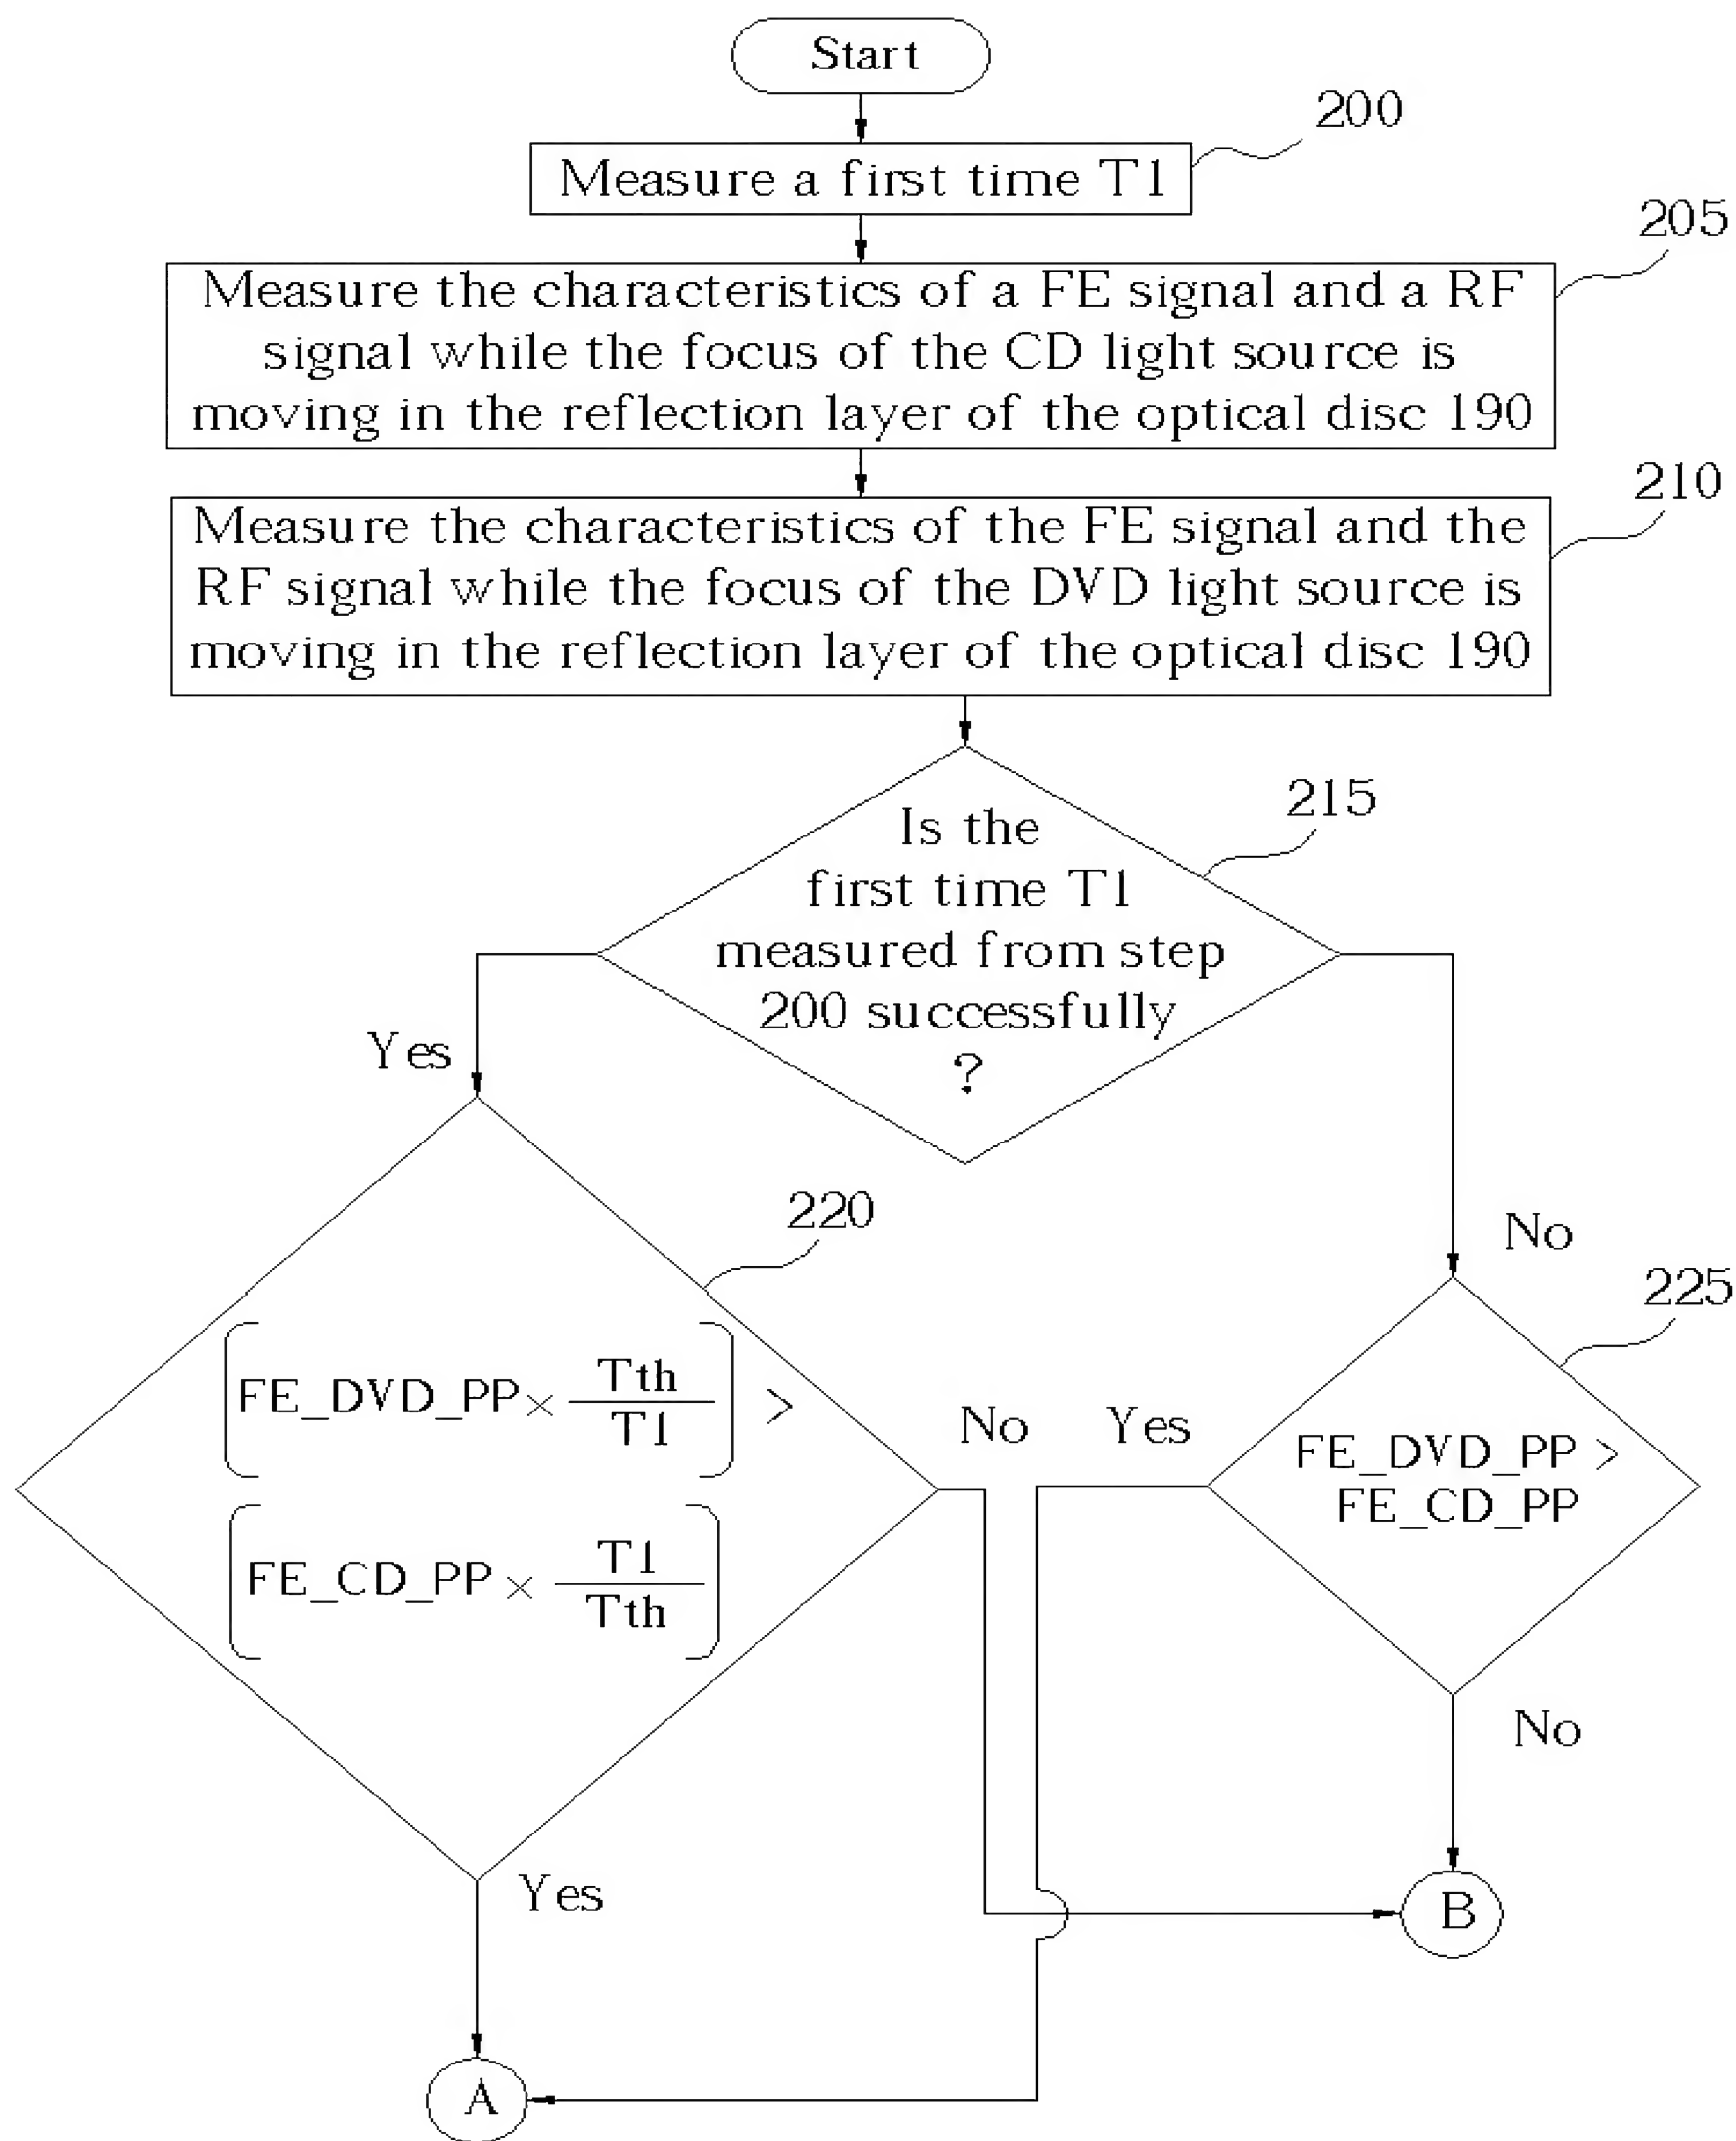 Start
200
Measure a first time T1
205
Measure the characteristics of a FE signal and a RF
signal while the focus of the CD light source is
moving in the reflection layer of the optical disc 190
210
Measure the characteristics of the FE signal and the
RF signal while the focus of the DVD light source is
moving in the reflection layer of the optical disc 190
215
Is the
first time T1
measured from step
200 successfully
?
Yes
No
220
[FE_DVD_PP × Tth/T1] >
[FE_CD_PP × T1/Tth]
No
Yes
225
FE_DVD_PP >
FE_CD_PP
Yes
No
B
A